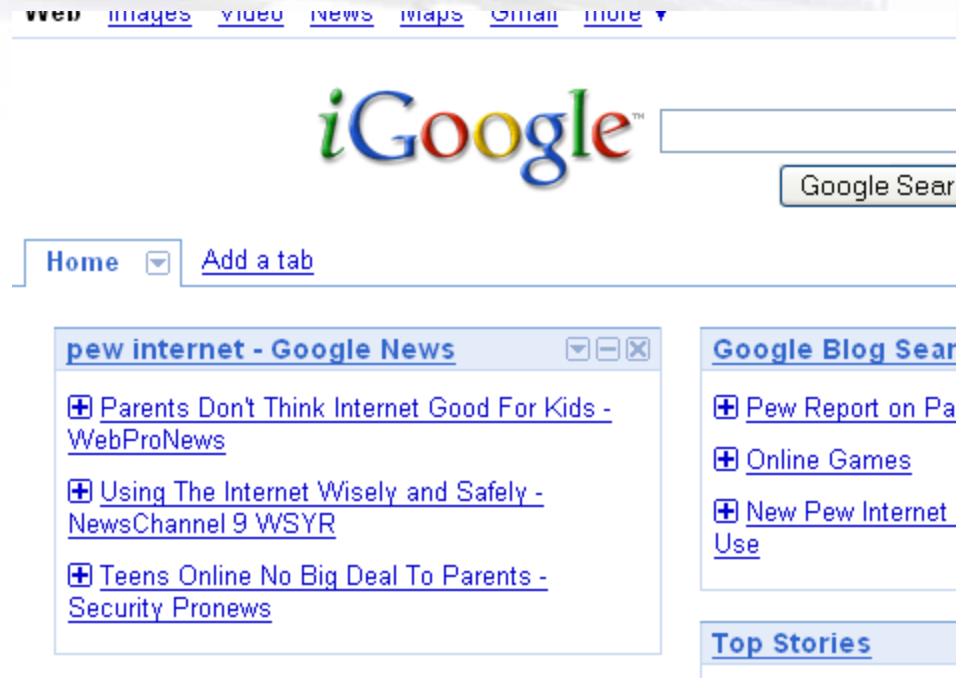 Web Images Video News Maps Gmail more ▼
iGoogle™
Google Sear
Home Add a tab
pew internet - Google News
Parents Don't Think Internet Good For Kids -
WebProNews
Using The Internet Wisely and Safely -
NewsChannel 9 WSYR
Teens Online No Big Deal To Parents -
Security Pronews
Google Blog Sear
Pew Report on Pa
Online Games
New Pew Internet
Use
Top Stories